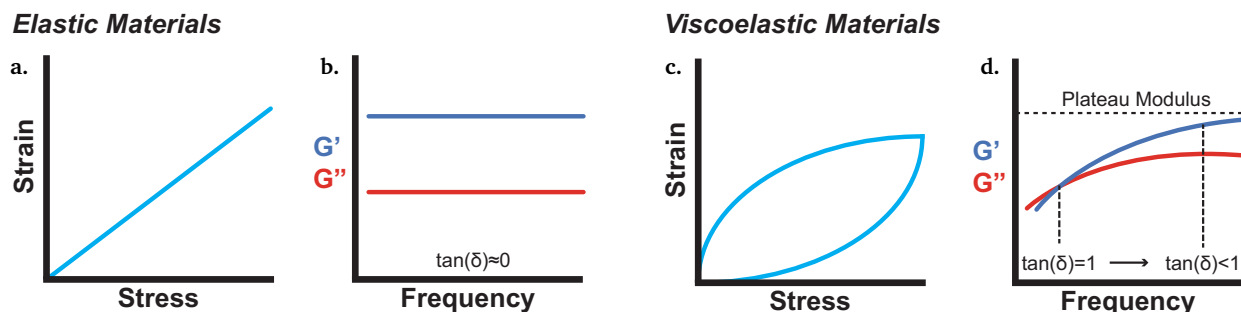 Elastic Materials
a.
Strain
Stress
b.
G’
G”
tan(δ)≈0
Frequency
Viscoelastic Materials
c.
Strain
Stress
d.
Plateau Modulus
G’
G”
tan(δ)=1
tan(δ)<1
Frequency